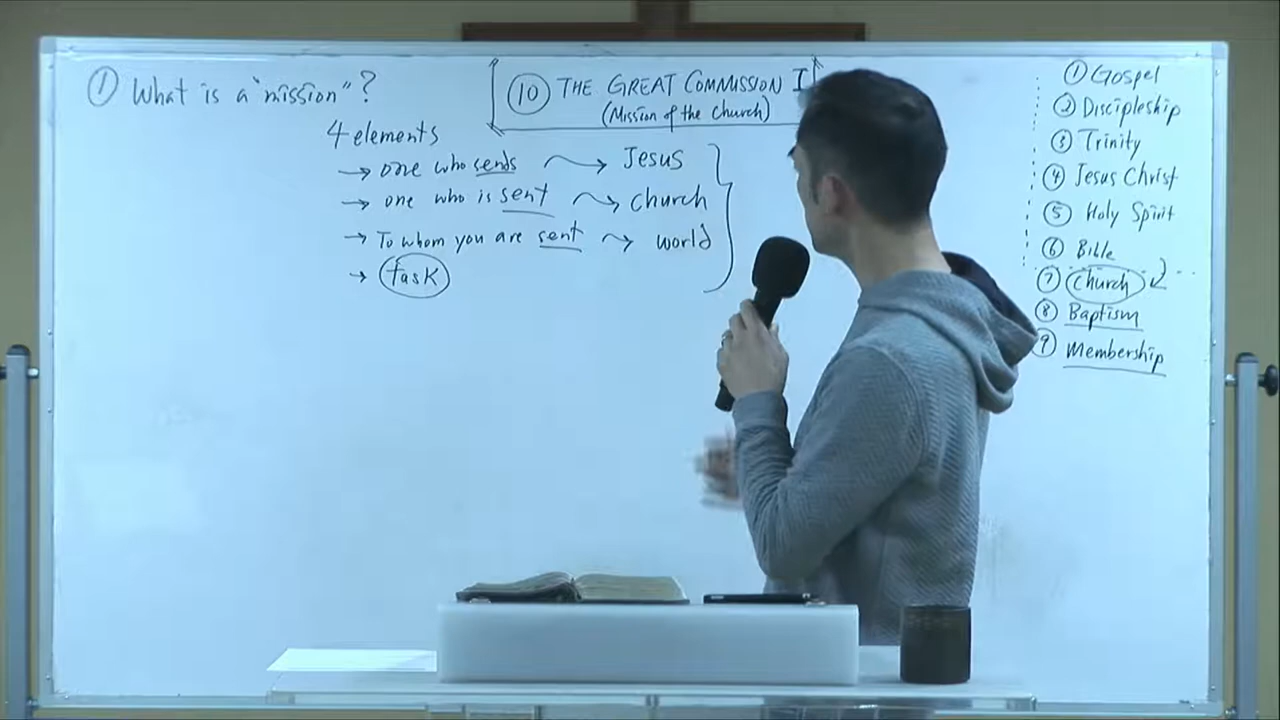 ① What is a "mission"?
4 elements
→ one who sends → Jesus
→ one who is sent → church
→ To whom you are sent → world
→ task
⑩ THE GREAT COMMISSION I
(Mission of the Church)
① Gospel
② Discipleship
③ Trinity
④ Jesus Christ
⑤ Holy Spirit
⑥ Bible
⑦ Church
⑧ Baptism
⑨ Membership